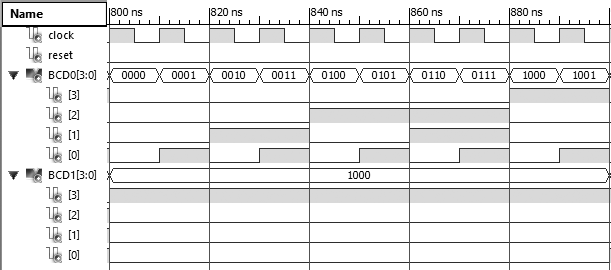 Name 800 ns 820 ns 840 ns 860 ns 880 ns
clock
reset
BCD0[3:0] 0000 0001 0010 0011 0100 0101 0110 0111 1000 1001
[3]
[2]
[1]
[0]
BCD1[3:0] 1000
[3]
[2]
[1]
[0]